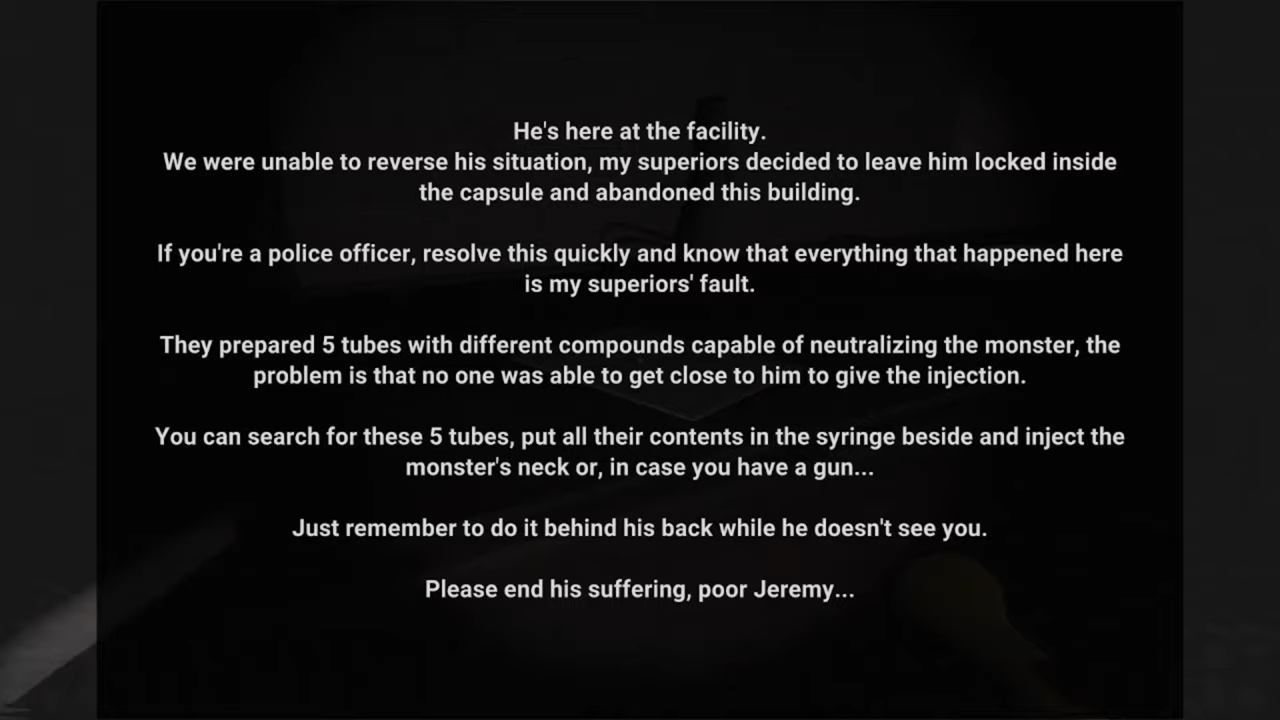 He's here at the facility.
We were unable to reverse his situation, my superiors decided to leave him locked inside
the capsule and abandoned this building.
If you're a police officer, resolve this quickly and know that everything that happened here
is my superiors' fault.
They prepared 5 tubes with different compounds capable of neutralizing the monster, the
problem is that no one was able to get close to him to give the injection.
You can search for these 5 tubes, put all their contents in the syringe beside and inject the
monster's neck or, in case you have a gun...
Just remember to do it behind his back while he doesn't see you.
Please end his suffering, poor Jeremy...